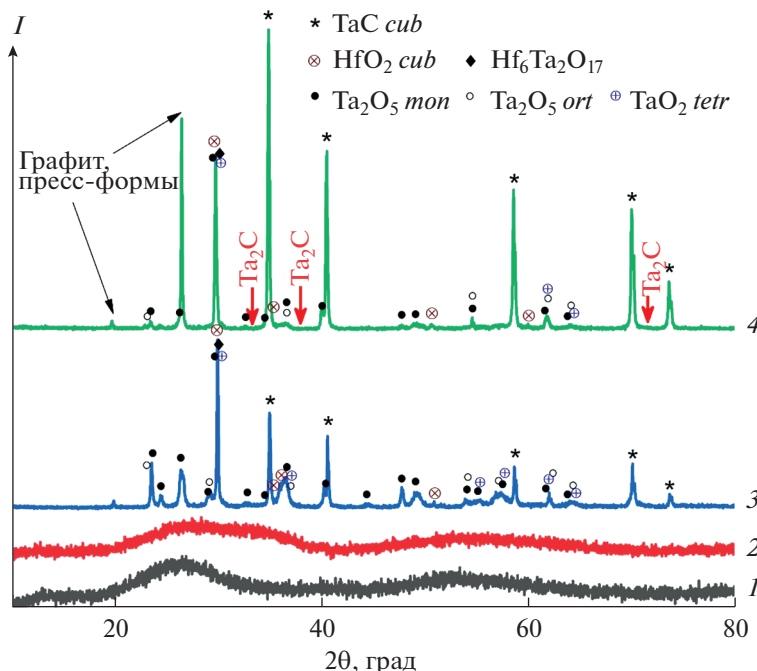 I
* TaC cub
⊗ HfO₂ cub ◆ Hf₆Ta₂O₁₇
• Ta₂O₅ mon ○ Ta₂O₅ ort ⊕ TaO₂ tetr
Графит,
пресс-формы
Ta₂C
Ta₂C
Ta₂C
4
3
2
1
20
40
60
80
2θ, град